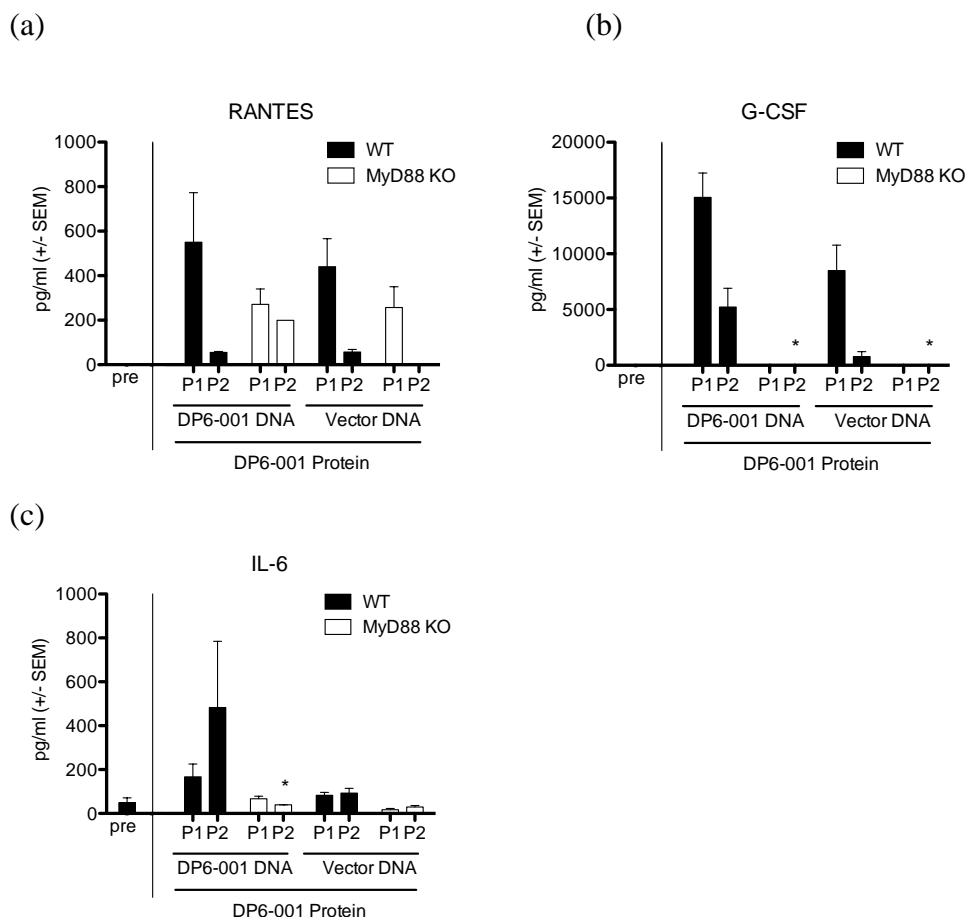 (a)
RANTES
1000
800
600
400
200
0
pg/ml (+/- SEM)
WT
MyD88 KO
pre
P1 P2 P1 P2 P1 P2 P1 P2
DP6-001 DNA Vector DNA
DP6-001 Protein
(b)
G-CSF
20000
15000
10000
5000
0
pg/ml (+/- SEM)
WT
MyD88 KO
* *
pre
P1 P2 P1 P2 P1 P2 P1 P2
DP6-001 DNA Vector DNA
DP6-001 Protein
(c)
IL-6
1000
800
600
400
200
0
pg/ml (+/- SEM)
WT
MyD88 KO
*
pre
P1 P2 P1 P2 P1 P2 P1 P2
DP6-001 DNA Vector DNA
DP6-001 Protein